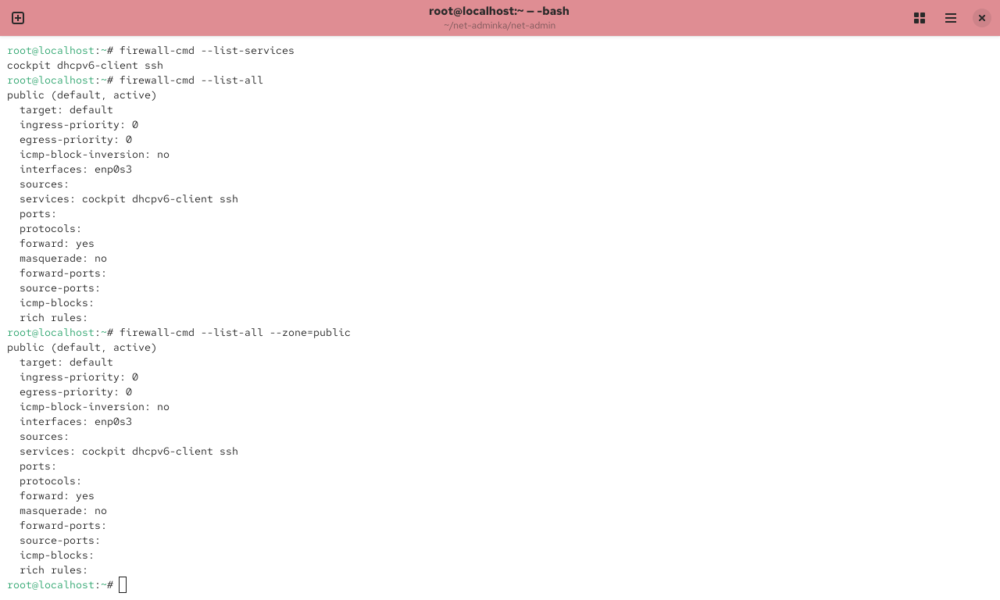 root@localhost:~ — -bash
~/net-adminka/net-admin
root@localhost:~# firewall-cmd --list-services
cockpit dhcpv6-client ssh
root@localhost:~# firewall-cmd --list-all
public (default, active)
  target: default
  ingress-priority: 0
  egress-priority: 0
  icmp-block-inversion: no
  interfaces: enp0s3
  sources:
  services: cockpit dhcpv6-client ssh
  ports:
  protocols:
  forward: yes
  masquerade: no
  forward-ports:
  source-ports:
  icmp-blocks:
  rich rules:
root@localhost:~# firewall-cmd --list-all --zone=public
public (default, active)
  target: default
  ingress-priority: 0
  egress-priority: 0
  icmp-block-inversion: no
  interfaces: enp0s3
  sources:
  services: cockpit dhcpv6-client ssh
  ports:
  protocols:
  forward: yes
  masquerade: no
  forward-ports:
  source-ports:
  icmp-blocks:
  rich rules:
root@localhost:~#